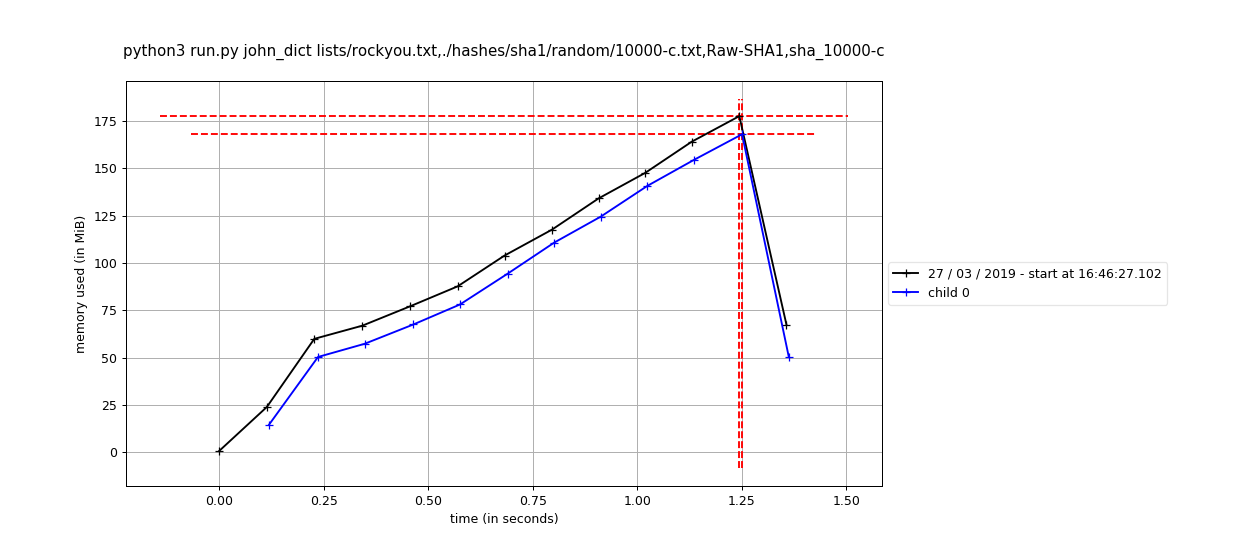 python3 run.py john_dict lists/rockyou.txt,./hashes/sha1/random/10000-c.txt,Raw-SHA1,sha_10000-c
memory used (in MiB)
175
150
125
100
75
50
25
0
27 / 03 / 2019 - start at 16:46:27.102
child 0
0.00 0.25 0.50 0.75 1.00 1.25 1.50
time (in seconds)